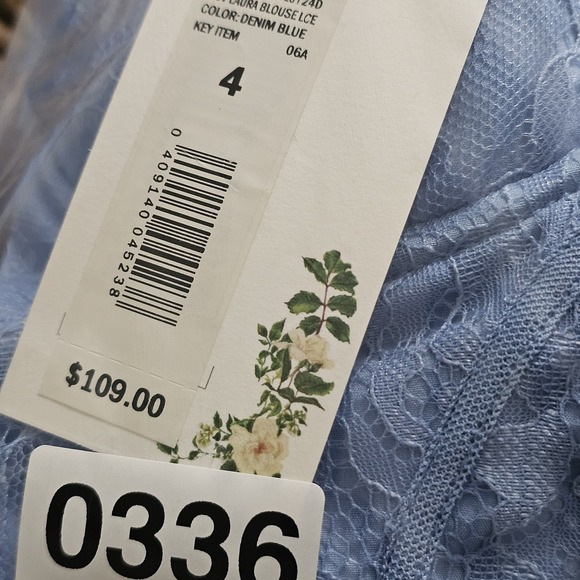 LAURA BLOUSE LCE
COLOR: DENIM BLUE
KEY ITEM
06A
4
0 409140 045238
$109.00
0336